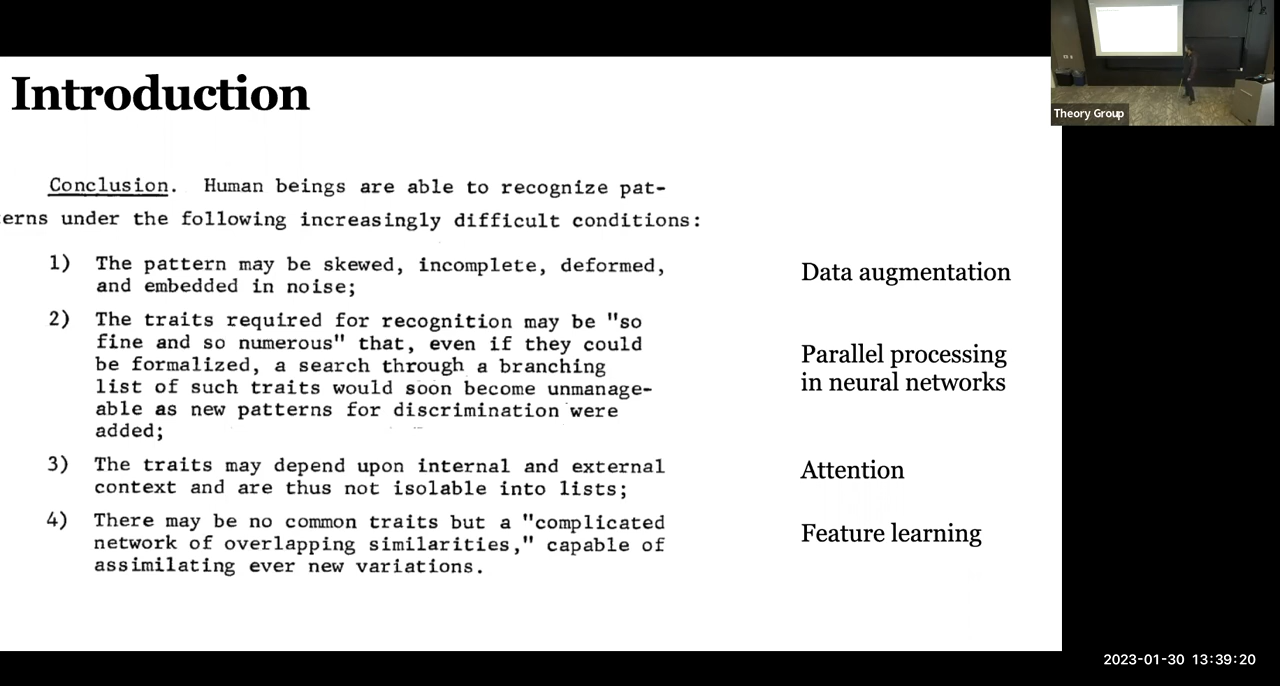 Introduction
Theory Group
Conclusion. Human beings are able to recognize pat-
erns under the following increasingly difficult conditions:
1) The pattern may be skewed, incomplete, deformed,
and embedded in noise;
Data augmentation
2) The traits required for recognition may be "so
fine and so numerous" that, even if they could
be formalized, a search through a branching
list of such traits would soon become unmanage-
able as new patterns for discrimination were
added;
Parallel processing
in neural networks
3) The traits may depend upon internal and external
context and are thus not isolable into lists;
Attention
4) There may be no common traits but a "complicated
network of overlapping similarities," capable of
assimilating ever new variations.
Feature learning
2023-01-30 13:39:20